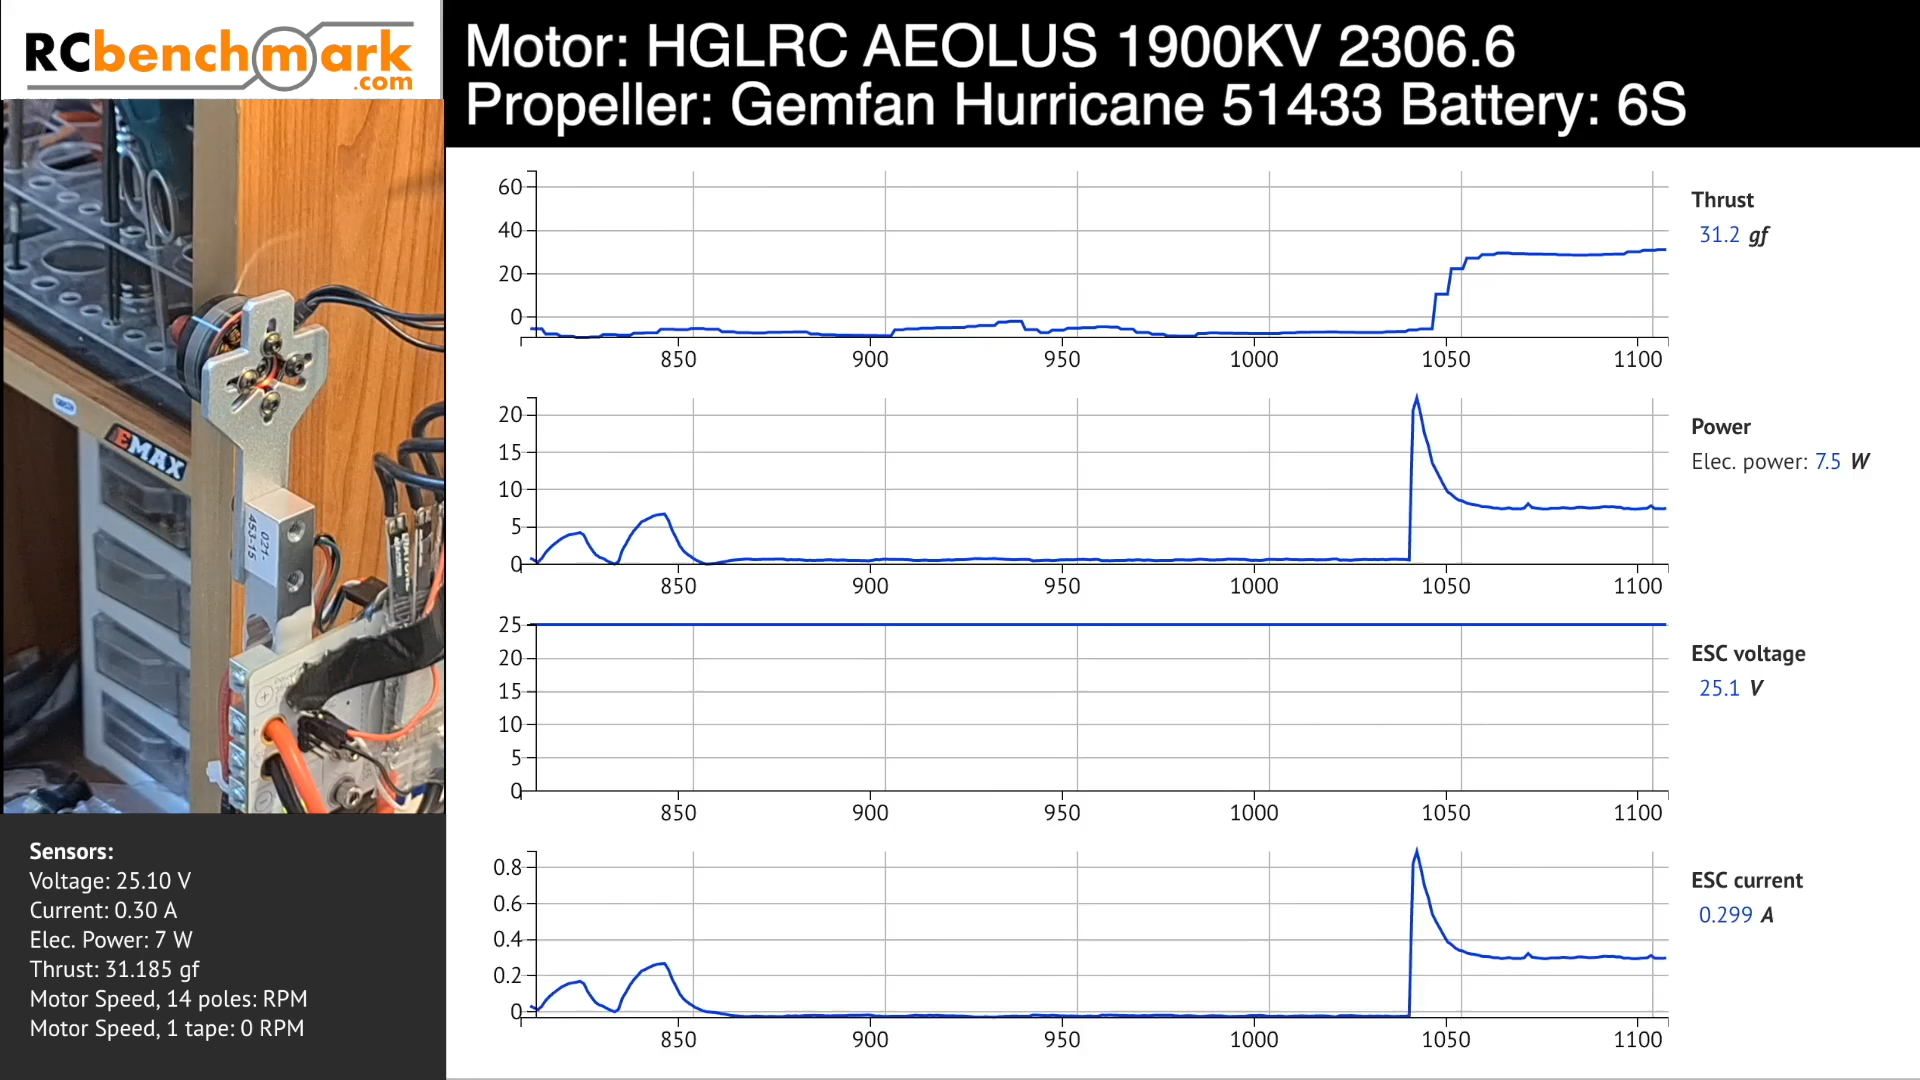 RCbenchmark
.com
Motor: HGLRC AEOLUS 1900KV 2306.6
Propeller: Gemfan Hurricane 51433 Battery: 6S
EMAX
021-
453-15
60
40
20
0
850 900 950 1000 1050 1100
Thrust
31.2 gf
20
15
10
5
0
850 900 950 1000 1050 1100
Power
Elec. power: 7.5 W
25
20
15
10
5
0
850 900 950 1000 1050 1100
ESC voltage
25.1 V
0.8
0.6
0.4
0.2
0
850 900 950 1000 1050 1100
ESC current
0.299 A
Sensors:
Voltage: 25.10 V
Current: 0.30 A
Elec. Power: 7 W
Thrust: 31.185 gf
Motor Speed, 14 poles: RPM
Motor Speed, 1 tape: 0 RPM